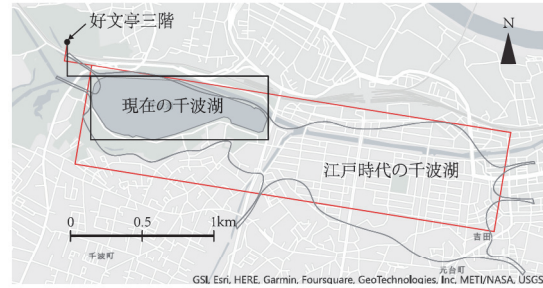 好文亭三階
N
現在の千波湖
江戸時代の千波湖
0 0.5 1km
千波町
吉田
元台町
GSI, Esri, HERE, Garmin, Foursquare, GeoTechnologies, Inc, METI/NASA, USGS